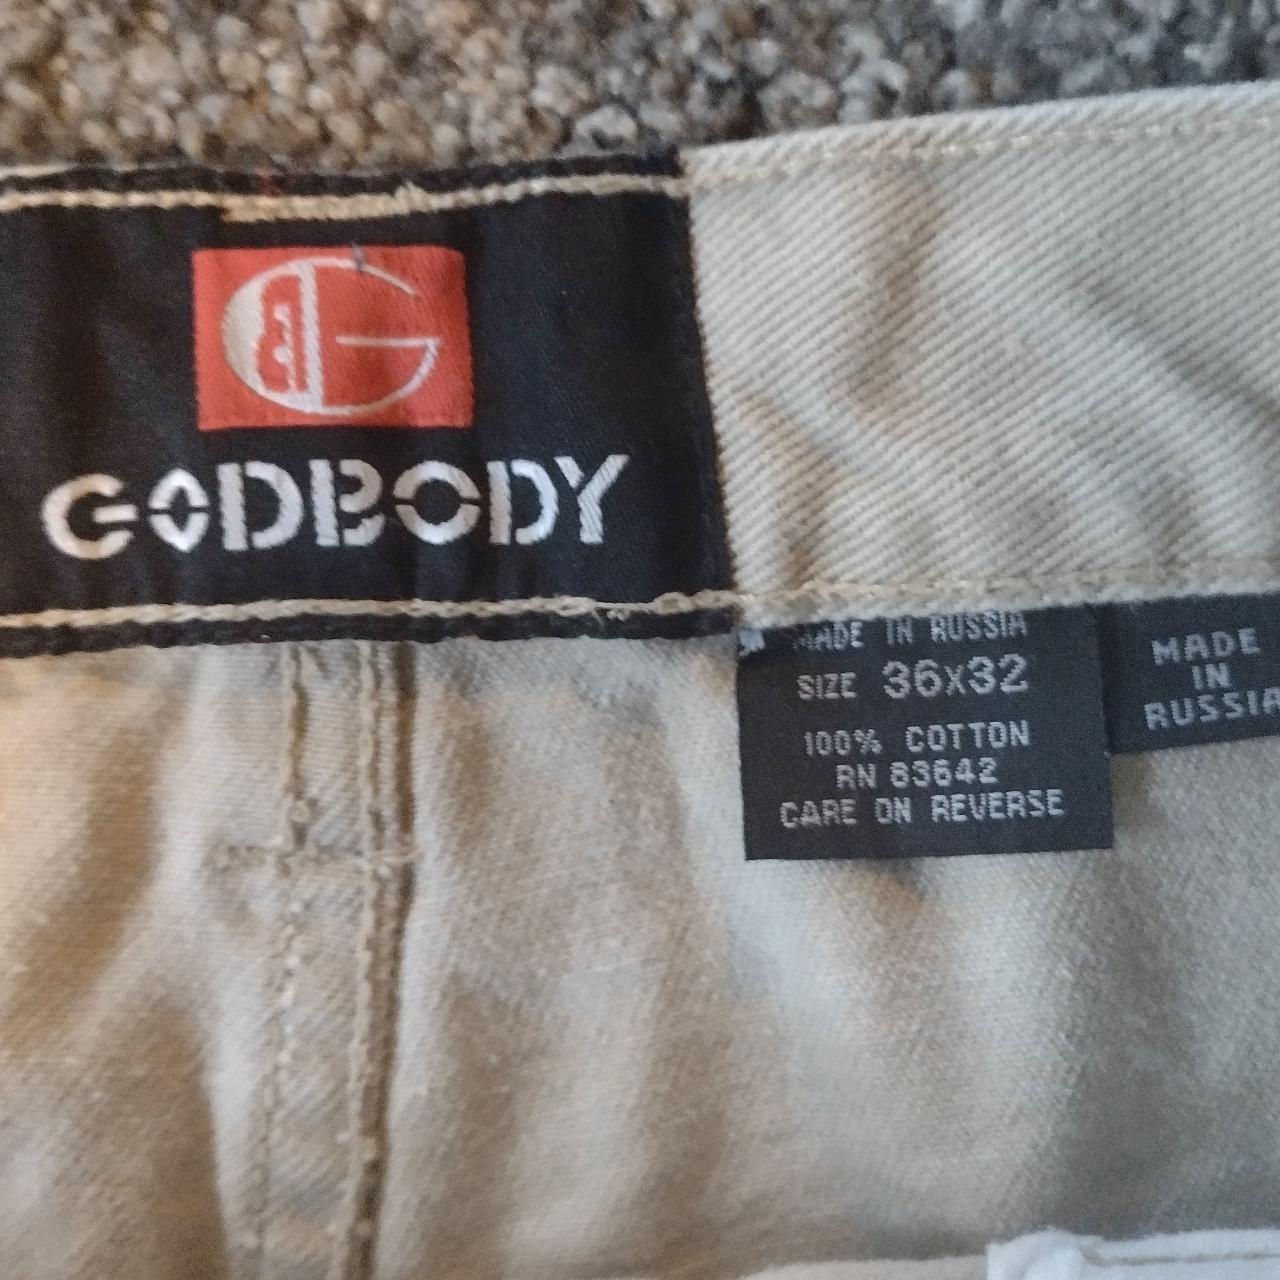 G
GODBODY
MADE IN RUSSIA
SIZE 36x32
100% COTTON
RN 83642
CARE ON REVERSE
MADE
IN
RUSSIA